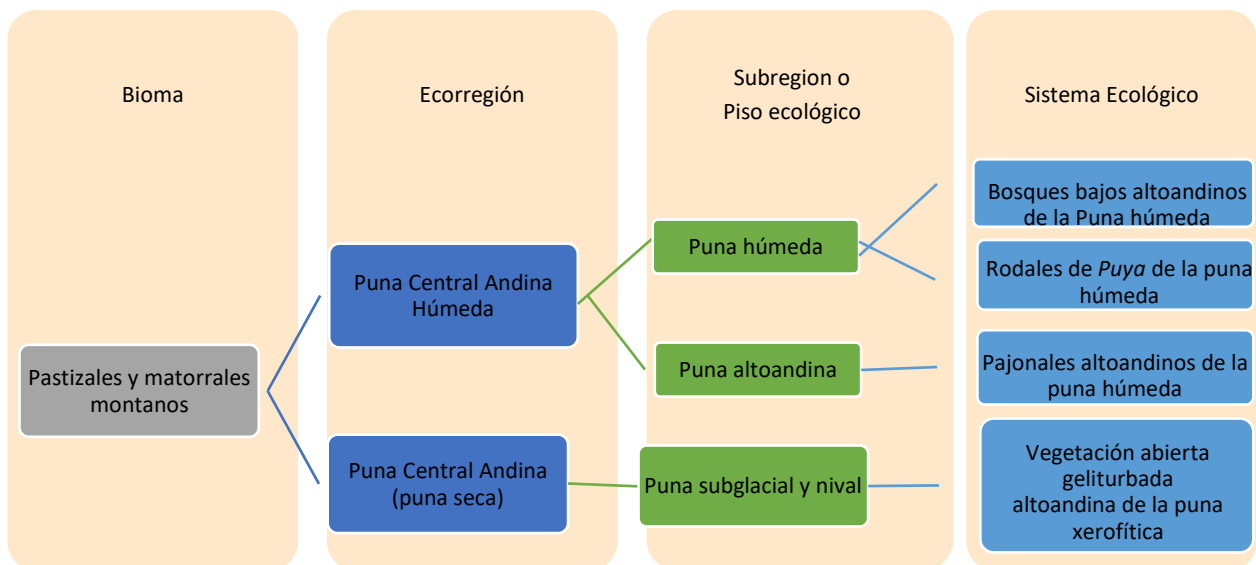 Bioma
Ecorregión
Subregion o
Piso ecológico
Sistema Ecológico
Pastizales y matorrales
montanos
Puna Central Andina
Húmeda
Puna Central Andina
(puna seca)
Puna húmeda
Puna altoandina
Puna subglacial y nival
Bosques bajos altoandinos
de la Puna húmeda
Rodales de Puya de la puna
húmeda
Pajonales altoandinos de la
puna húmeda
Vegetación abierta
geliturbada
altoandina de la puna
xerofítica